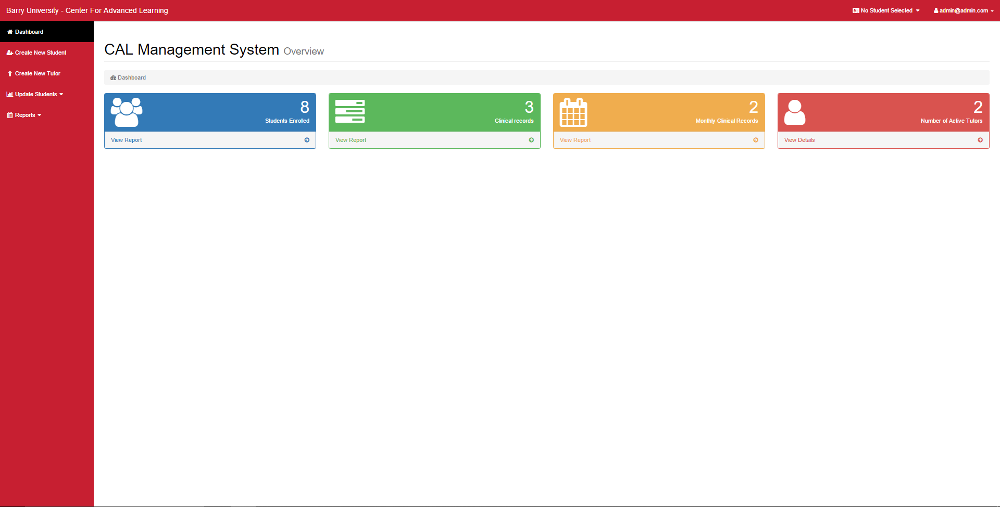 Barry University - Center For Advanced Learning
No Student Selected
admin@admin.com
Dashboard
Create New Student
Create New Tutor
Update Students
Reports
CAL Management System Overview
Dashboard
8
Students Enrolled
View Report
3
Clinical records
View Report
2
Monthly Clinical Records
View Report
2
Number of Active Tutors
View Details